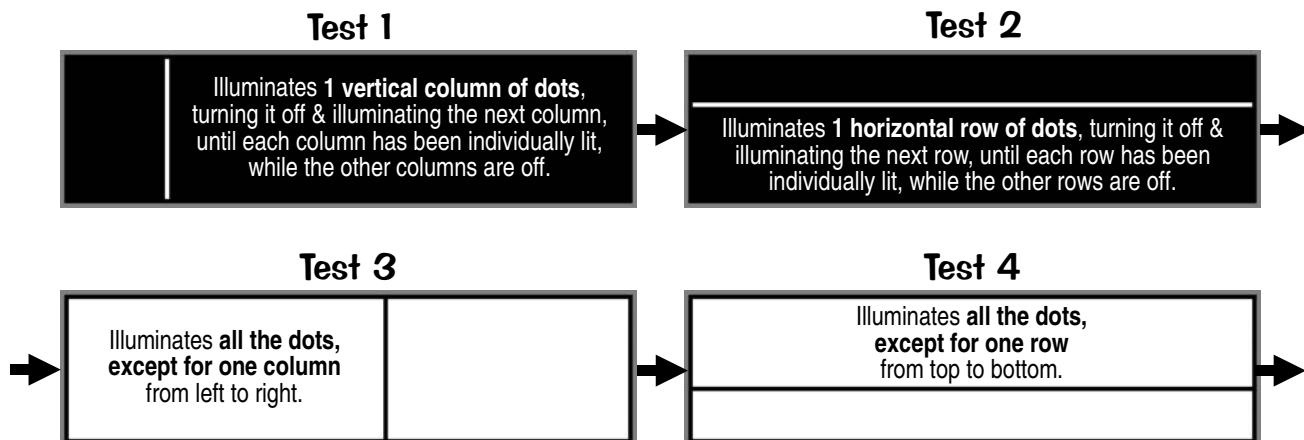 Test 1
Illuminates 1 vertical column of dots,
turning it off & illuminating the next column,
until each column has been individually lit,
while the other columns are off.
Test 2
Illuminates 1 horizontal row of dots, turning it off &
illuminating the next row, until each row has been
individually lit, while the other rows are off.
Test 3
Illuminates all the dots,
except for one column
from left to right.
Test 4
Illuminates all the dots,
except for one row
from top to bottom.